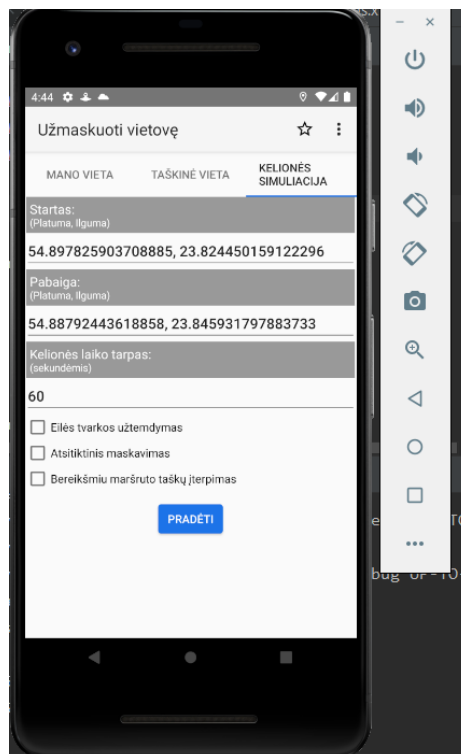 4:44
Užmaskuoti vietovę
MANO VIETA
TAŠKINĖ VIETA
KELIONĖS
SIMULIACIJA
Startas:
(Platuma, Ilguma)
54.897825903708885, 23.824450159122296
Pabaiga:
(Platuma, Ilguma)
54.88792443618858, 23.845931797883733
Kelionės laiko tarpas:
(sekundėmis)
60
Eilės tvarkos užtemdymas
Atsitiktinis maskavimas
Bereikšmiu maršruto taškų įterpimas
PRADĖTI